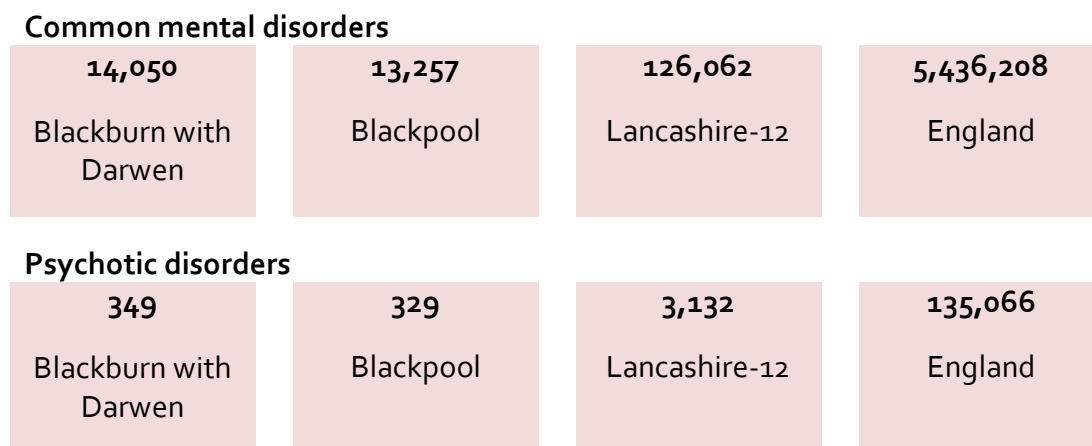 Common mental disorders
14,050
13,257
126,062
5,436,208
Blackburn with
Darwen
Blackpool
Lancashire-12
England
Psychotic disorders
349
329
3,132
135,066
Blackburn with
Darwen
Blackpool
Lancashire-12
England